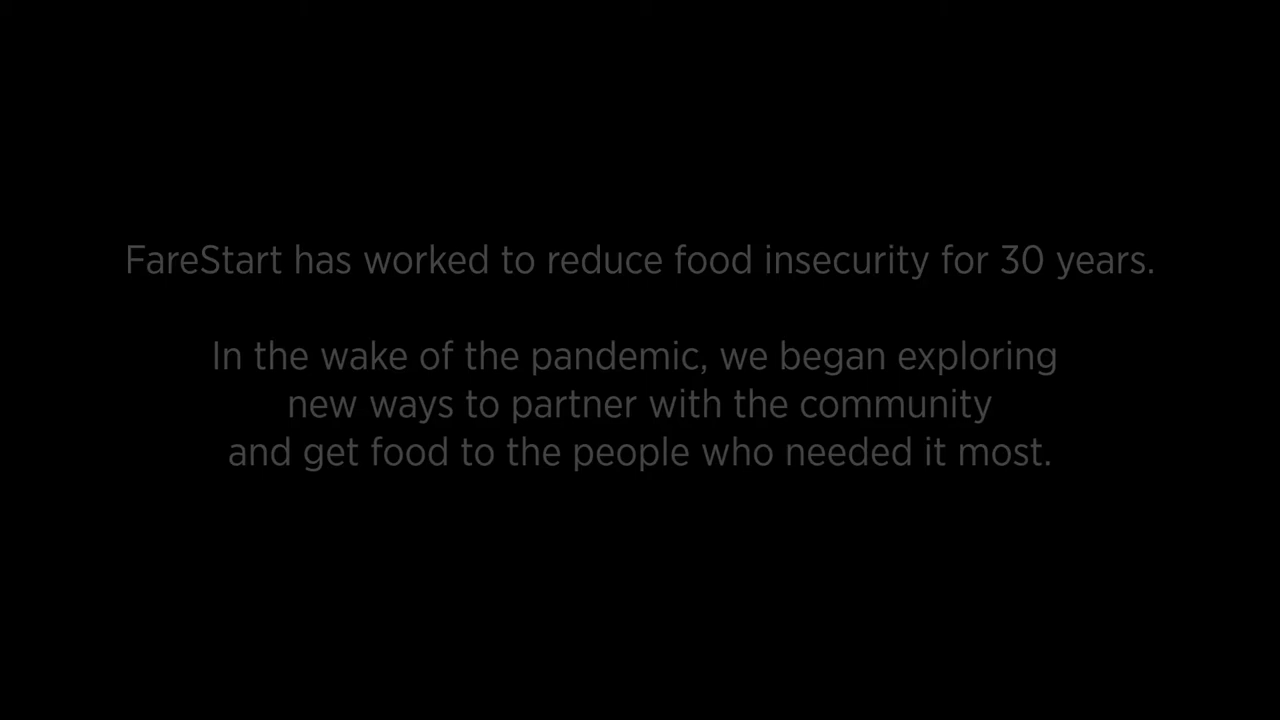 FareStart has worked to reduce food insecurity for 30 years.
In the wake of the pandemic, we began exploring
new ways to partner with the community
and get food to the people who needed it most.